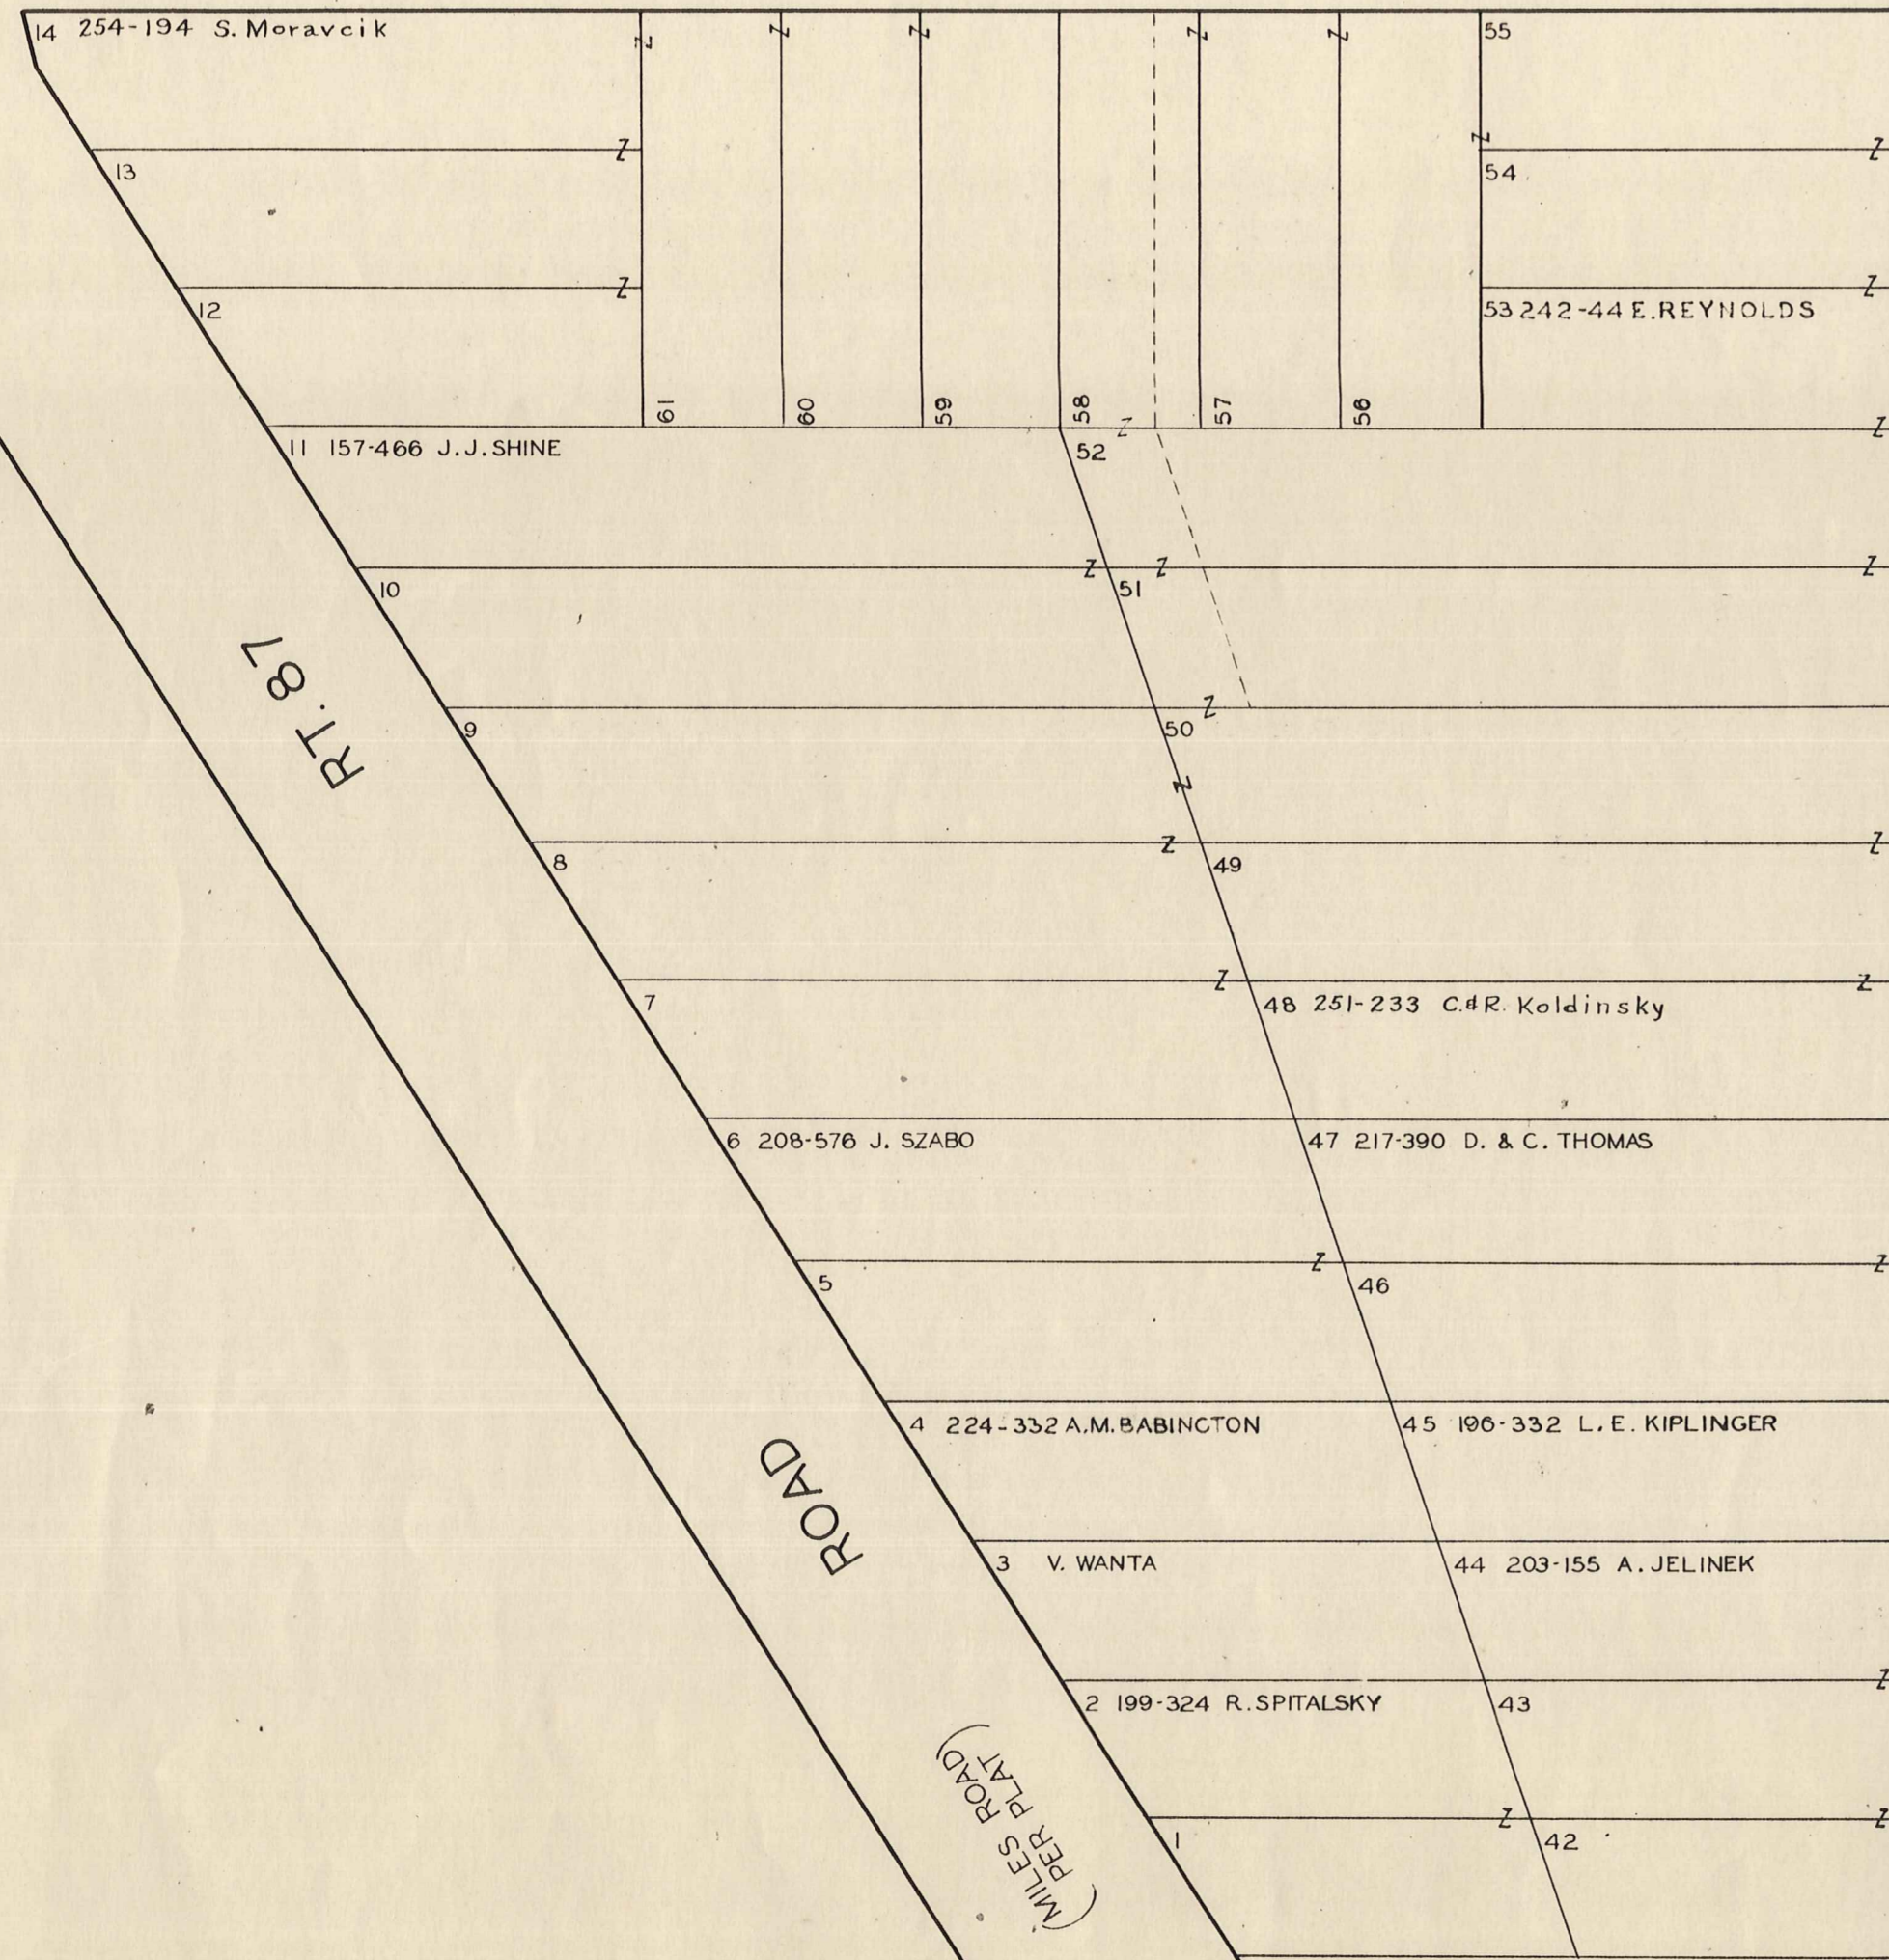 14 254-194 S. Moravcik
55
13
54
12
53 242-44 E. REYNOLDS
61
60
59
58
57
56
11 157-466 J.J. SHINE
52
10
51
RT. 87
9
50
8
49
7
48 251-233 C. & R. Koldinsky
6 208-576 J. SZABO
47 217-390 D. & C. THOMAS
5
46
4 224-332 A.M. BABINCTON
45 196-332 L. E. KIPLINGER
ROAD
3 V. WANTA
44 203-155 A. JELINEK
2 199-324 R. SPITALSKY
43
(MILES ROAD)
(PER PLAT)
1
42